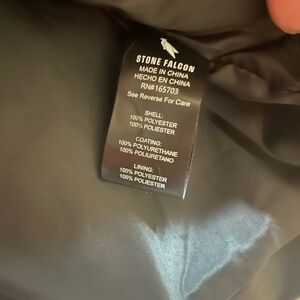 STONE FALCON
MADE IN CHINA
HECHO EN CHINA
RN#165703
See Reverse For Care
SHELL:
100% POLYESTER
100% POLIESTER
COATING:
100% POLYURETHANE
100% POLIURETANO
LINING:
100% POLYESTER
100% POLIESTER